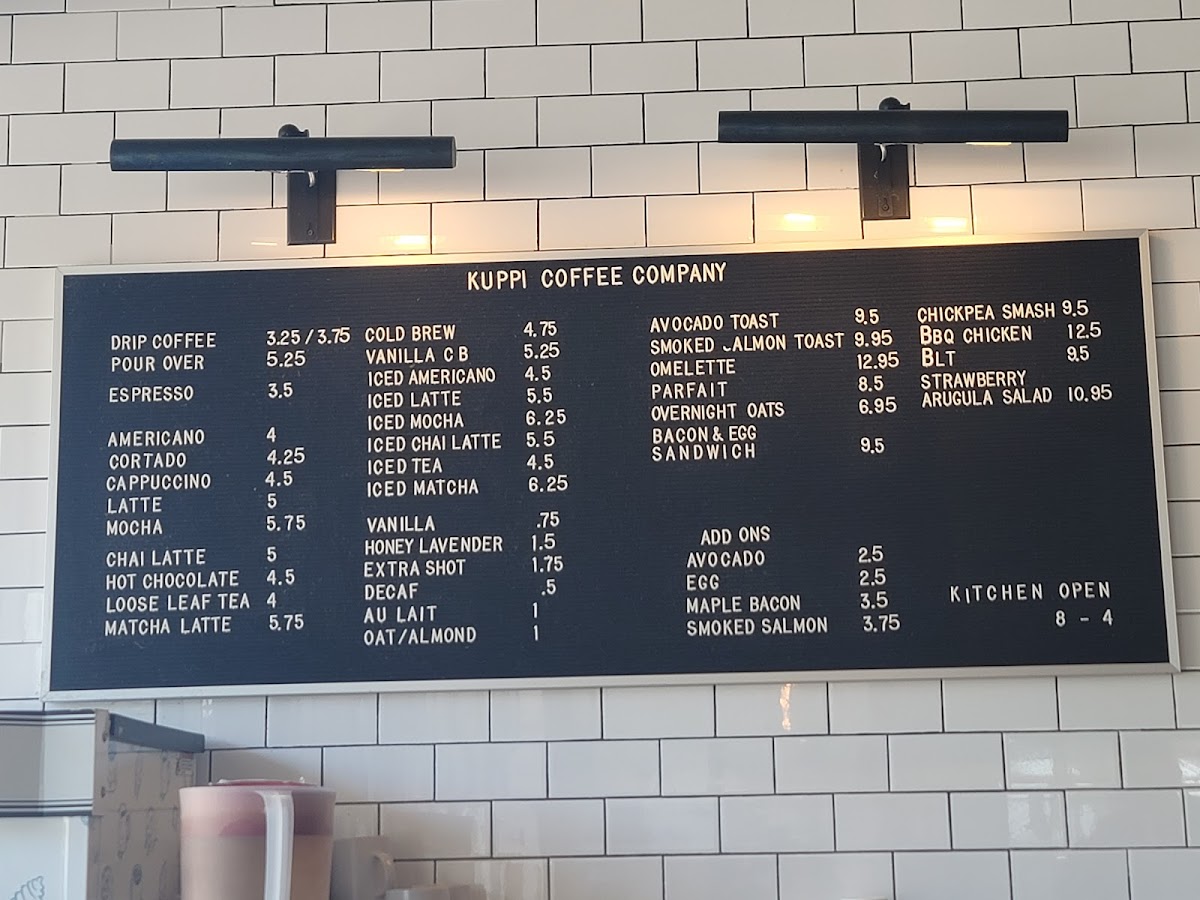 KUPPI COFFEE COMPANY
DRIP COFFEE 3.25 / 3.75
POUR OVER 5.25
ESPRESSO 3.5
AMERICANO 4
CORTADO 4.25
CAPPUCCINO 4.5
LATTE 5
MOCHA 5.75
CHAI LATTE 5
HOT CHOCOLATE 4.5
LOOSE LEAF TEA 4
MATCHA LATTE 5.75
COLD BREW 4.75
VANILLA C B 5.25
ICED AMERICANO 4.5
ICED LATTE 5.5
ICED MOCHA 6.25
ICED CHAI LATTE 5.5
ICED TEA 4.5
ICED MATCHA 6.25
VANILLA .75
HONEY LAVENDER 1.5
EXTRA SHOT 1.75
DECAF .5
AU LAIT 1
OAT/ALMOND 1
AVOCADO TOAST 9.5
SMOKED SALMON TOAST 9.95
OMELETTE 12.95
PARFAIT 8.5
OVERNIGHT OATS 6.95
BACON & EGG
SANDWICH 9.5
ADD ONS
AVOCADO 2.5
EGG 2.5
MAPLE BACON 3.5
SMOKED SALMON 3.75
CHICKPEA SMASH 9.5
BBQ CHICKEN 12.5
BLT 9.5
STRAWBERRY
ARUGULA SALAD 10.95
KITCHEN OPEN
8 - 4